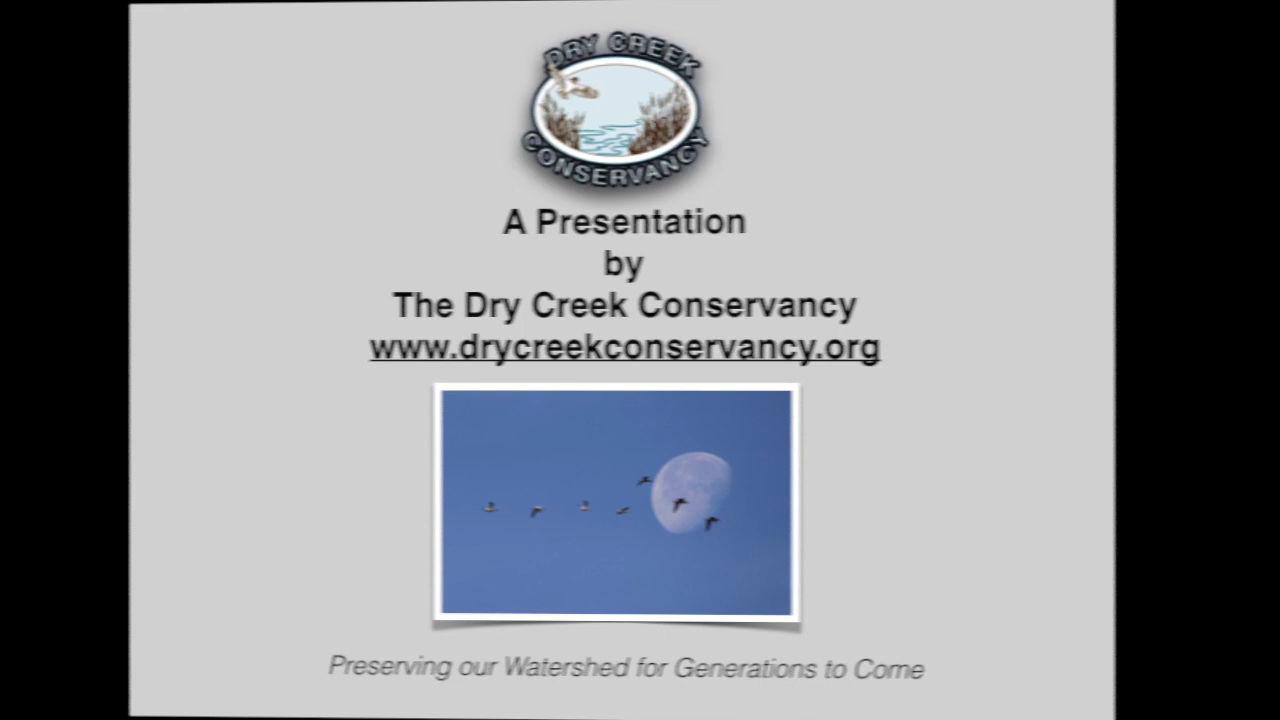 DRY CREEK
CONSERVANCY
A Presentation
by
The Dry Creek Conservancy
www.drycreekconservancy.org
Preserving our Watershed for Generations to Come